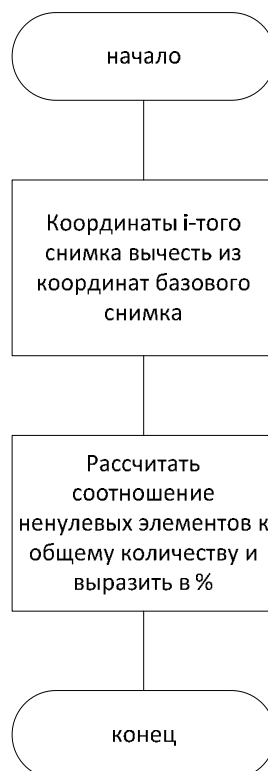 начало
Координаты i-того
снимка вычесть из
координат базового
снимка
Рассчитать
соотношение
ненулевых элементов к
общему количеству и
выразить в %
конец